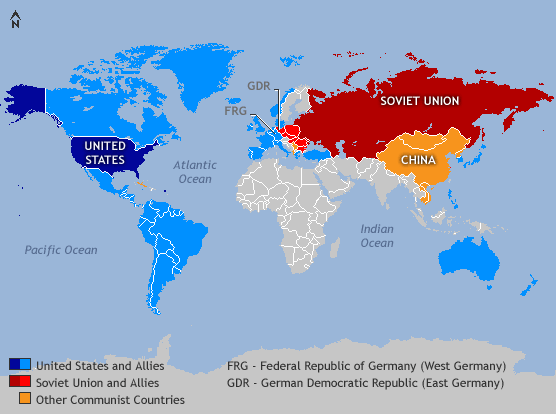 N
GDR
FRG
SOVIET UNION
UNITED
STATES
CHINA
Atlantic
Ocean
Indian
Ocean
Pacific Ocean
United States and Allies
FRG - Federal Republic of Germany (West Germany)
Soviet Union and Allies
GDR - German Democratic Republic (East Germany)
Other Communist Countries